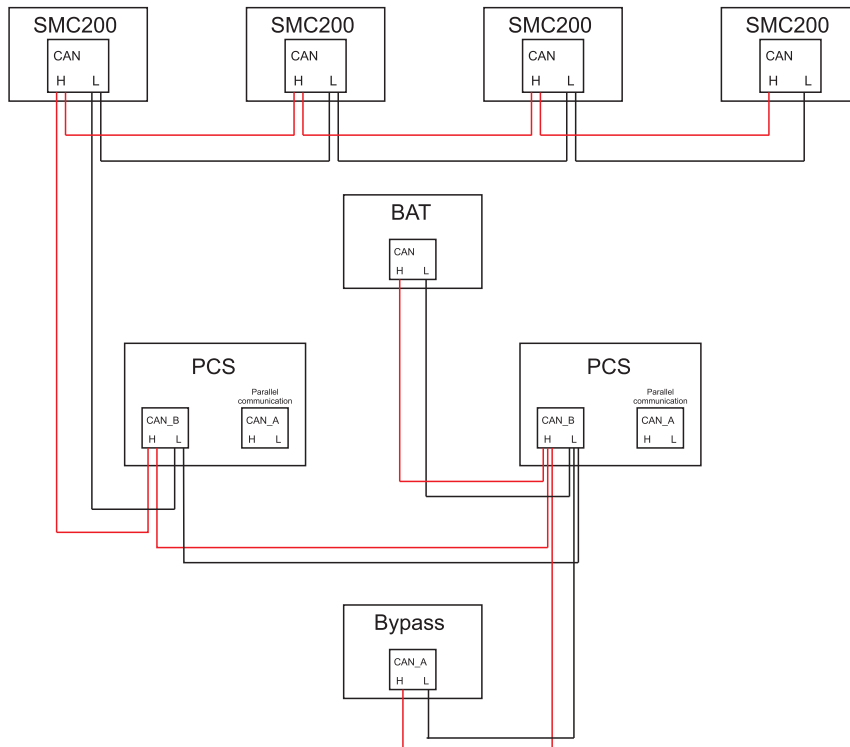 SMC200
SMC200
SMC200
SMC200
CAN
CAN
CAN
CAN
H L
H L
H L
H L
BAT
CAN
H L
PCS
PCS
Parallel
communication
Parallel
communication
CAN_B
CAN_A
CAN_B
CAN_A
H L
H L
H L
H L
Bypass
CAN_A
H L